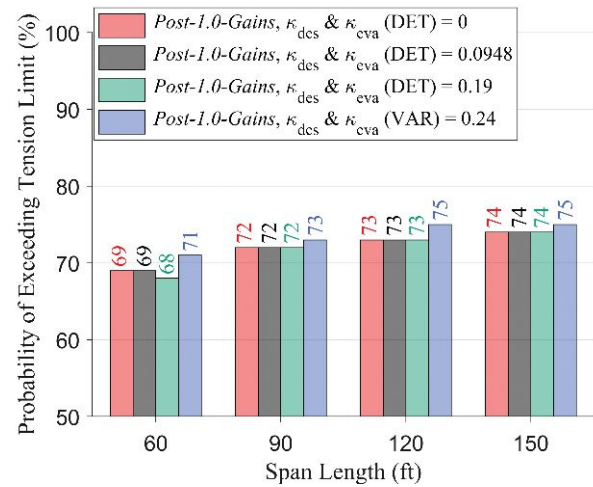 Probability of Exceeding Tension Limit (%)
100
90
80
70
60
50
Post-1.0-Gains, κdes & κeva (DET) = 0
Post-1.0-Gains, κdes & κeva (DET) = 0.0948
Post-1.0-Gains, κdes & κeva (DET) = 0.19
Post-1.0-Gains, κdes & κeva (VAR) = 0.24
69 69 68 71 72 72 72 73 73 73 73 75 74 74 74 75
60 90 120 150
Span Length (ft)